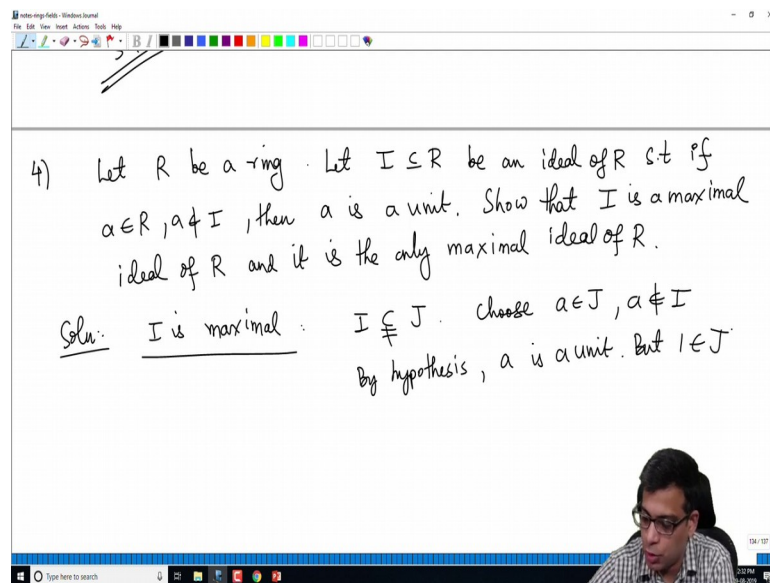 notes-rings-fields - Windows Journal
File Edit View Insert Actions Tools Help
4) Let R be a ring. Let I ⊆ R be an ideal of R s.t if
a ∈ R, a ∉ I, then a is a unit. Show that I is a maximal
ideal of R and it is the only maximal ideal of R.
Soln: I is maximal: I ⊊ J. Choose a ∈ J, a ∉ I
By hypothesis, a is a unit. But 1 ∈ J
134 / 137
Type here to search
2:32 PM